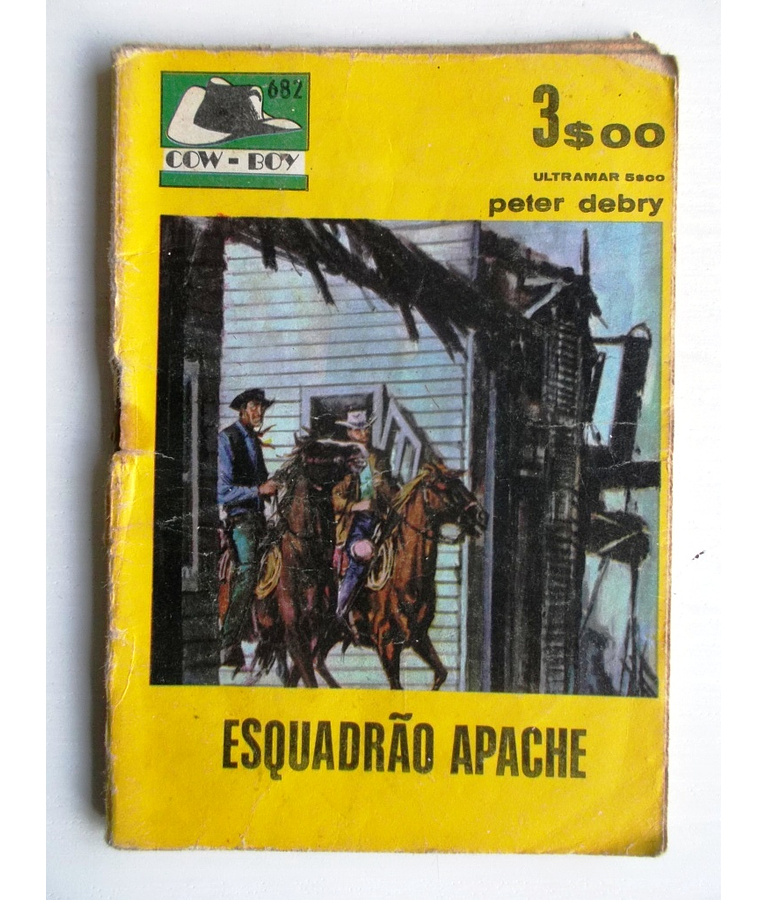 682
COW - BOY
3$00
ULTRAMAR 5$00
peter debry
ESQUADRÃO APACHE